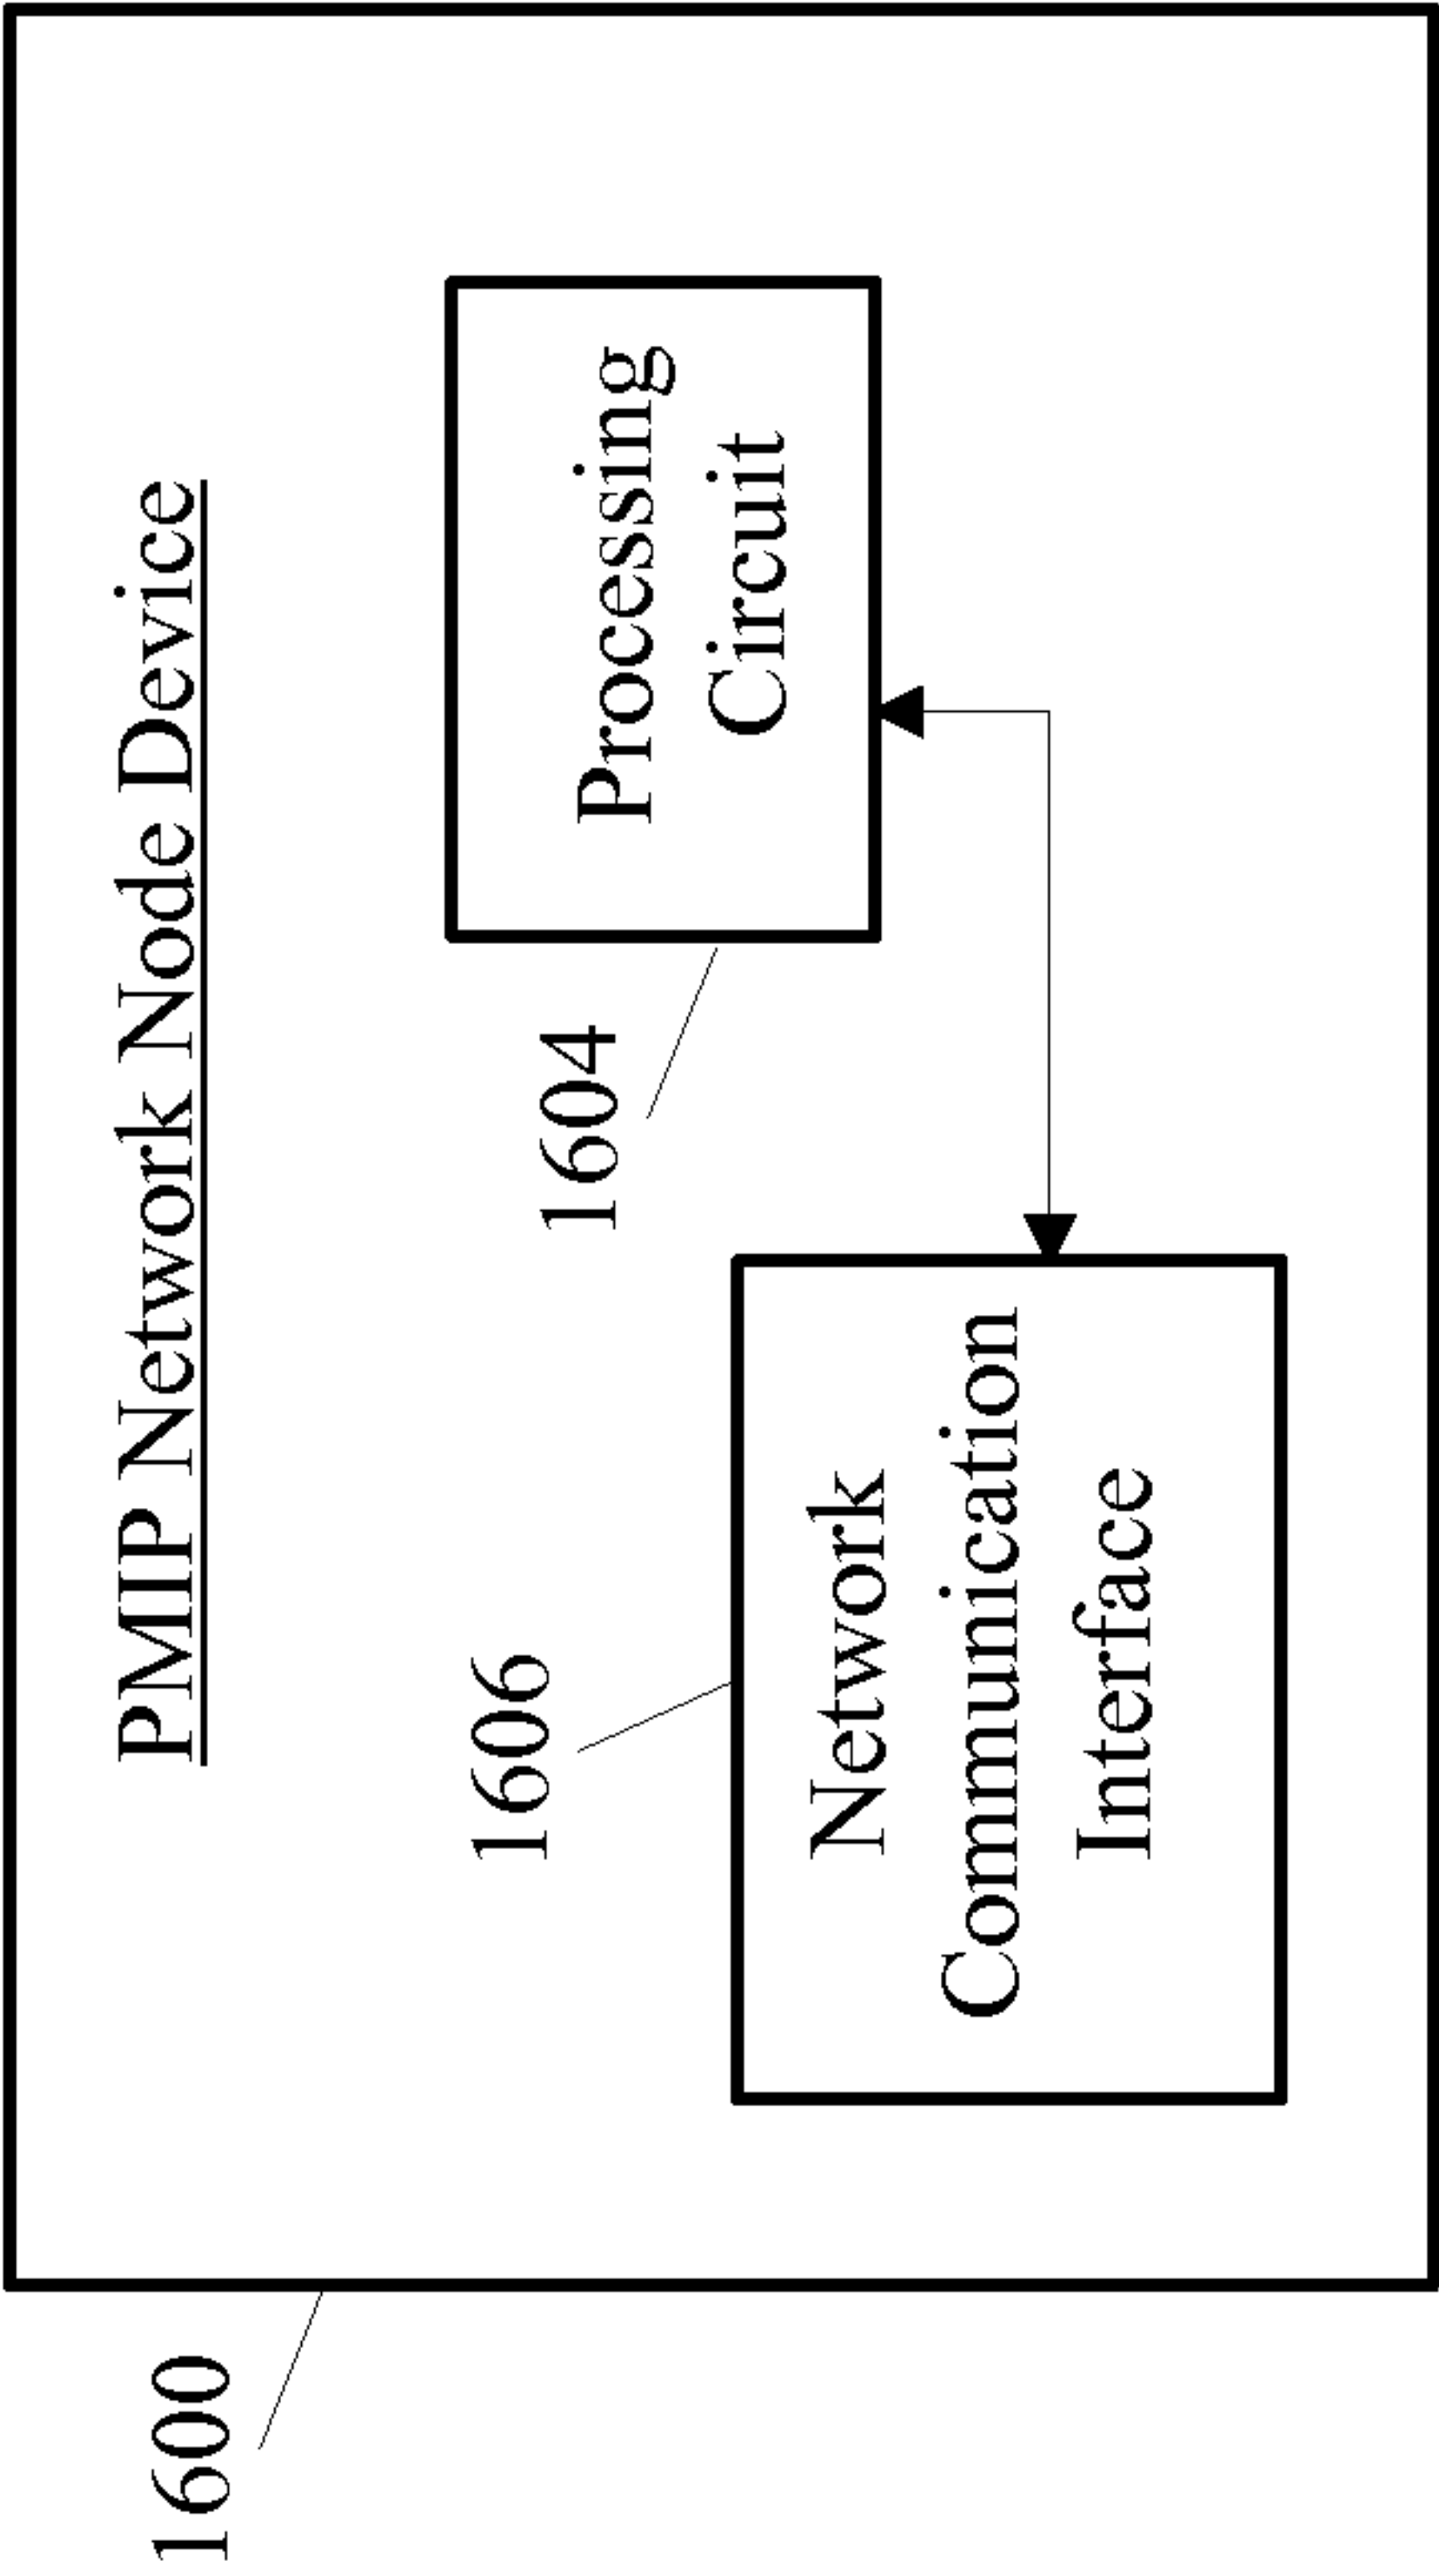 PMIP Network Node Device
1604
Processing
Circuit
1606
Network
Communication
Interface
1600